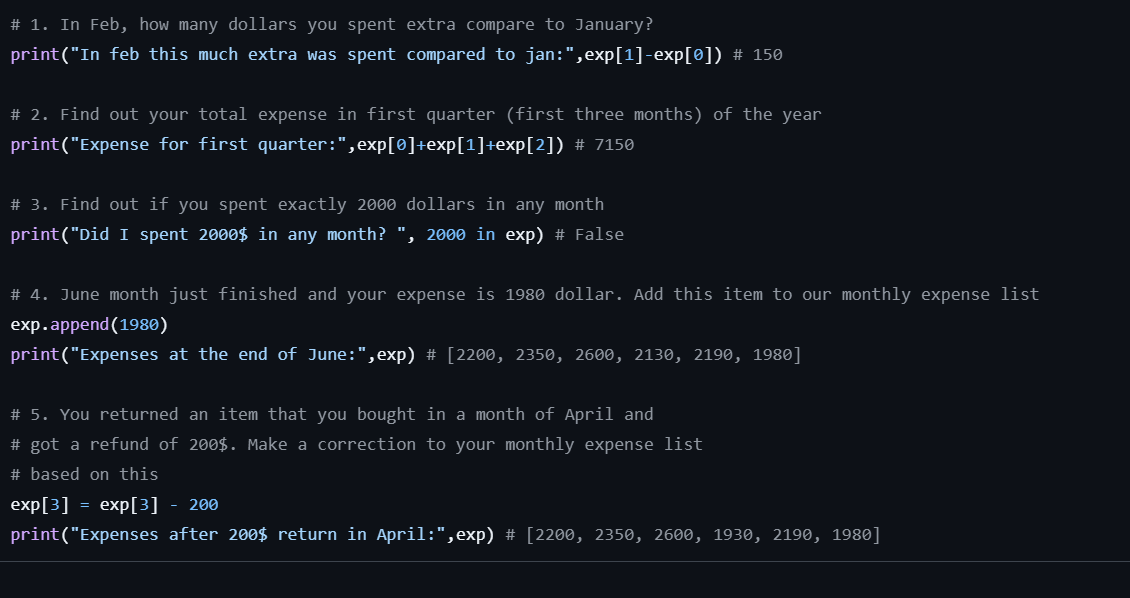 # 1. In Feb, how many dollars you spent extra compare to January?
print("In feb this much extra was spent compared to jan:",exp[1]-exp[0]) # 150
# 2. Find out your total expense in first quarter (first three months) of the year
print("Expense for first quarter:",exp[0]+exp[1]+exp[2]) # 7150
# 3. Find out if you spent exactly 2000 dollars in any month
print("Did I spent 2000$ in any month? ", 2000 in exp) # False
# 4. June month just finished and your expense is 1980 dollar. Add this item to our monthly expense list
exp.append(1980)
print("Expenses at the end of June:",exp) # [2200, 2350, 2600, 2130, 2190, 1980]
# 5. You returned an item that you bought in a month of April and
# got a refund of 200$. Make a correction to your monthly expense list
# based on this
exp[3] = exp[3] - 200
print("Expenses after 200$ return in April:",exp) # [2200, 2350, 2600, 1930, 2190, 1980]